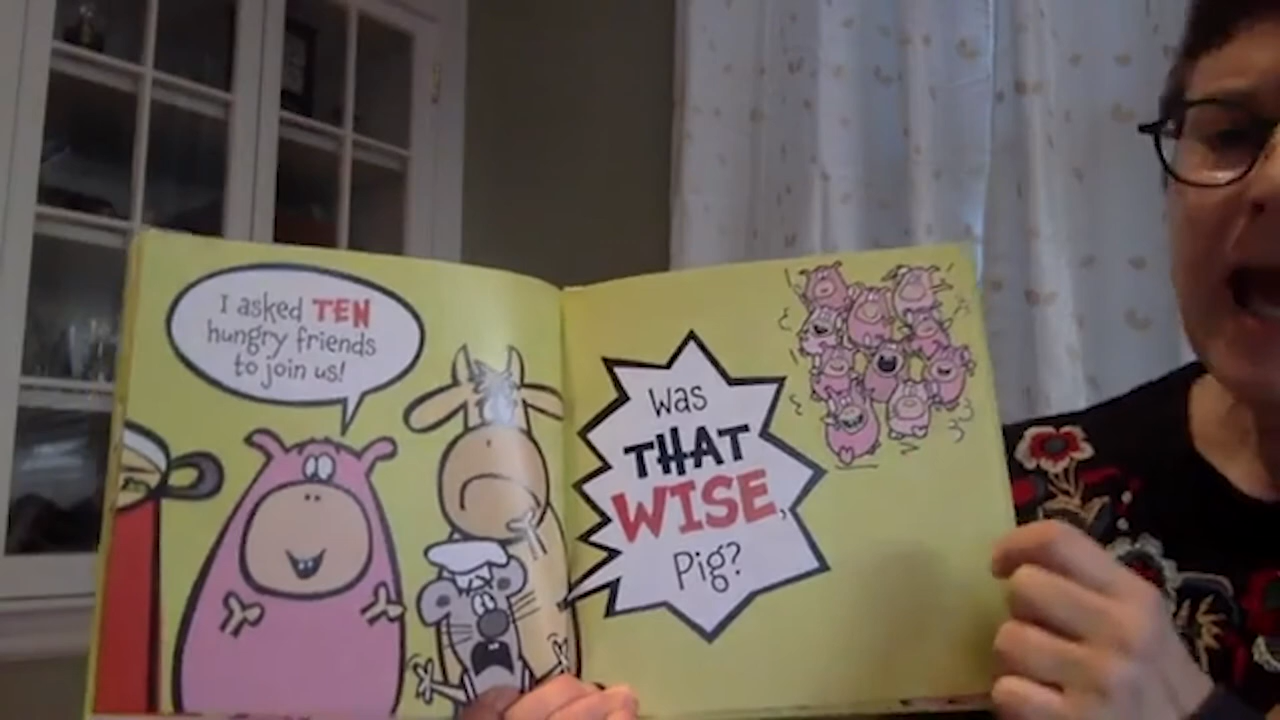 I asked TEN
hungry friends
to join us!
Was
THAT
WISE,
Pig?